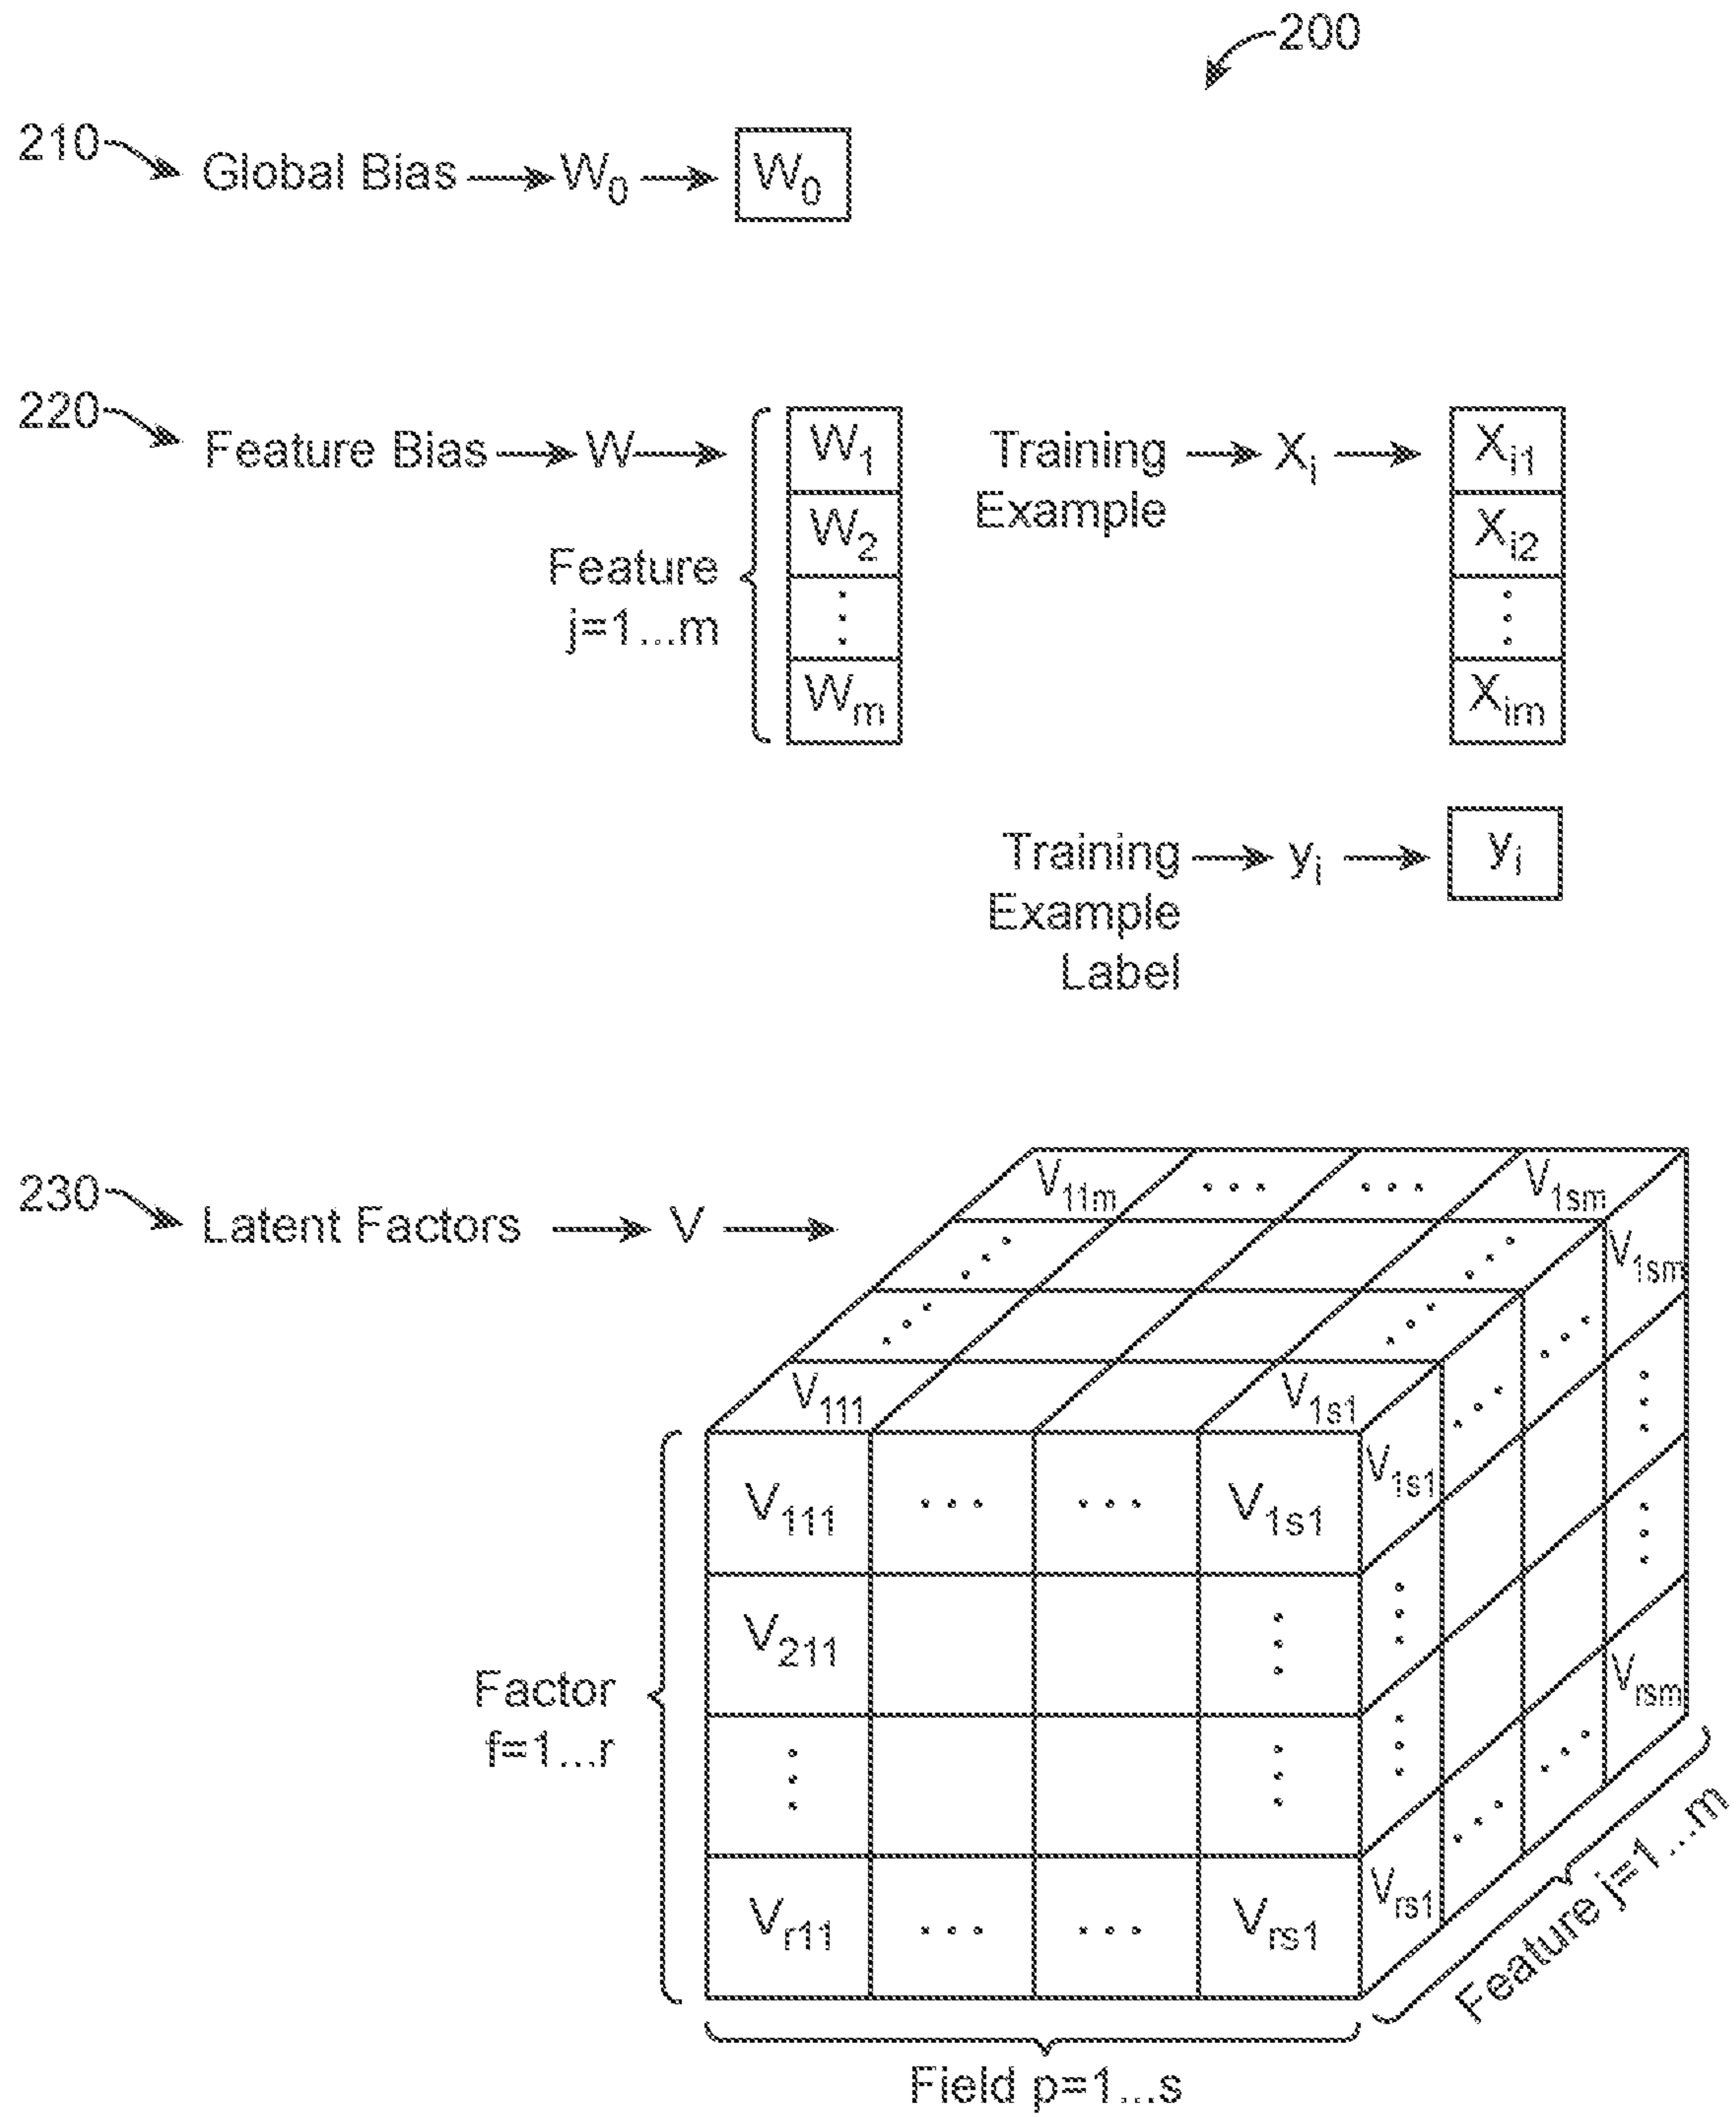 200
210
Global Bias → W₀ → W₀
220
Feature Bias → W →
Feature
j=1...m
W₁
W₂
⋮
Wₘ
Training
Example
→ Xᵢ →
Xᵢ₁
Xᵢ₂
⋮
Xᵢₘ
Training
Example
Label
→ yᵢ →
yᵢ
230
Latent Factors → V →
V₁₁ₘ ... ... V₁ₛₘ
V₁ₛₘ
... ...
... ...
V₁₁₁ V₁ₛ₁
V₁ₛ₁
V₁₁₁ ... ... V₁ₛ₁
V₂₁₁ ⋮
⋮ ⋮
Vᵣ₁₁ ... ... Vᵣₛ₁
Vᵣₛₘ
Vᵣₛ₁
Factor
f=1...r
Field p=1...s
Feature j=1...m